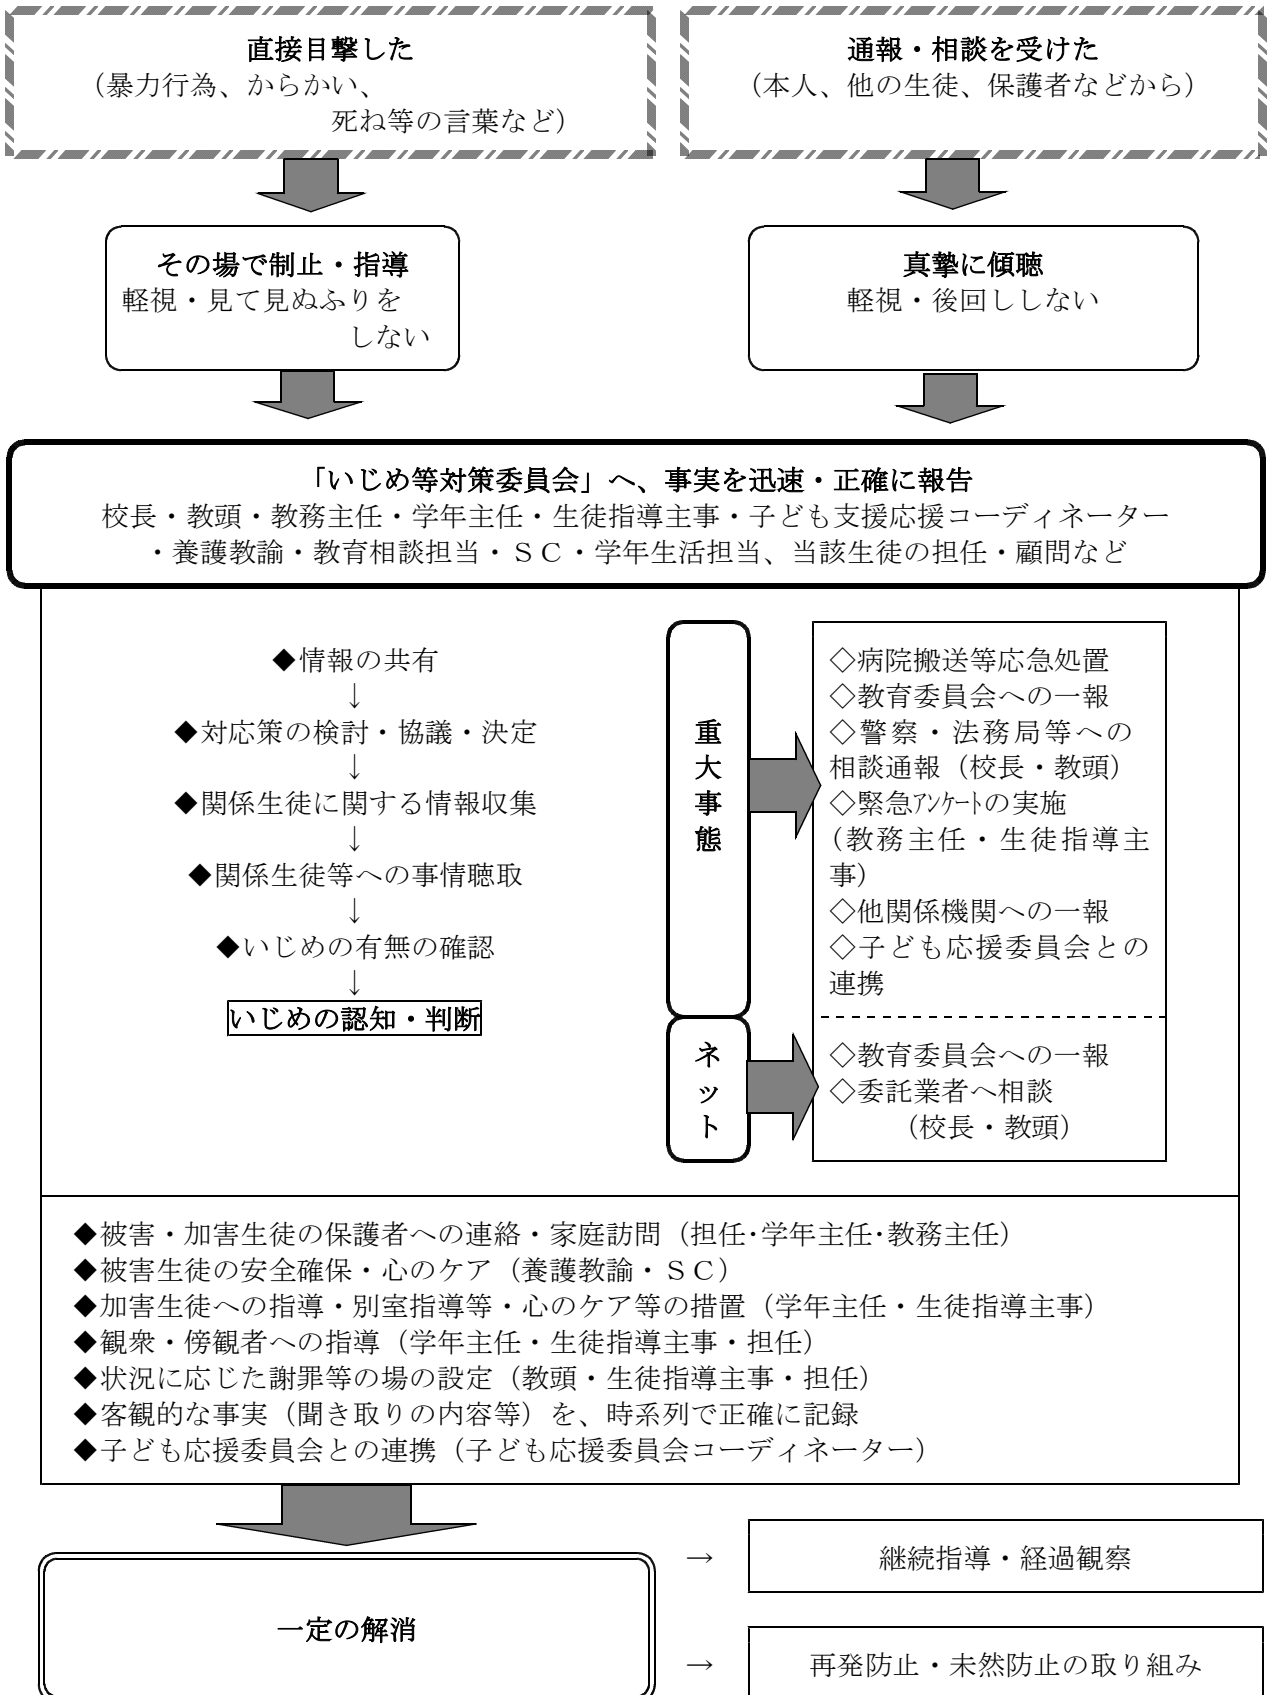 直接目撃した
（暴力行為、からかい、
死ね等の言葉など）
通報・相談を受けた
（本人、他の生徒、保護者などから）
その場で制止・指導
軽視・見て見ぬふりを
しない
真摯に傾聴
軽視・後回ししない
「いじめ等対策委員会」へ、事実を迅速・正確に報告
校長・教頭・教務主任・学年主任・生徒指導主事・子ども支援応援コーディネーター
・養護教諭・教育相談担当・ＳＣ・学年生活担当、当該生徒の担任・顧問など
◆情報の共有
↓
◆対応策の検討・協議・決定
↓
◆関係生徒に関する情報収集
↓
◆関係生徒等への事情聴取
↓
◆いじめの有無の確認
↓
いじめの認知・判断
重大事態
◇病院搬送等応急処置
◇教育委員会への一報
◇警察・法務局等への
相談通報（校長・教頭）
◇緊急ｱﾝｹｰﾄの実施
（教務主任・生徒指導主
事）
◇他関係機関への一報
◇子ども応援委員会との
連携
ネット
◇教育委員会への一報
◇委託業者へ相談
（校長・教頭）
◆被害・加害生徒の保護者への連絡・家庭訪問（担任･学年主任･教務主任）
◆被害生徒の安全確保・心のケア（養護教諭・ＳＣ）
◆加害生徒への指導・別室指導等・心のケア等の措置（学年主任・生徒指導主事）
◆観衆・傍観者への指導（学年主任・生徒指導主事・担任）
◆状況に応じた謝罪等の場の設定（教頭・生徒指導主事・担任）
◆客観的な事実（聞き取りの内容等）を、時系列で正確に記録
◆子ども応援委員会との連携（子ども応援委員会コーディネーター）
一定の解消
→
継続指導・経過観察
→
再発防止・未然防止の取り組み